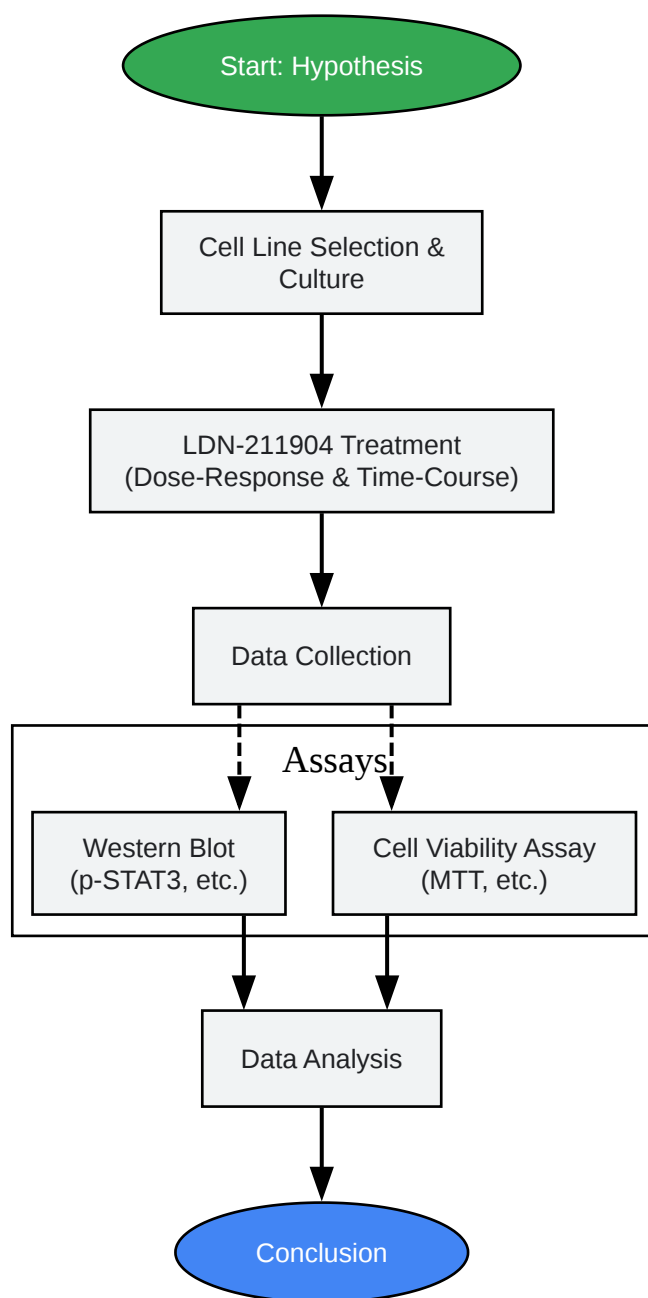 Start: Hypothesis
Cell Line Selection &
Culture
LDN-211904 Treatment
(Dose-Response & Time-Course)
Data Collection
Assays
Western Blot
(p-STAT3, etc.)
Cell Viability Assay
(MTT, etc.)
Data Analysis
Conclusion